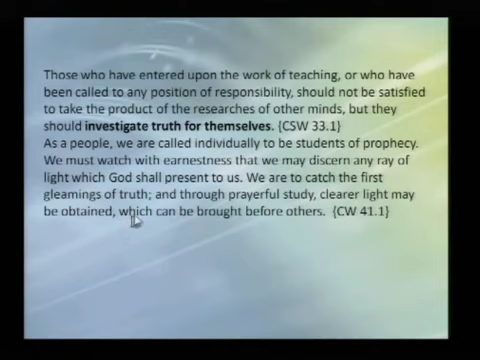 Those who have entered upon the work of teaching, or who have
been called to any position of responsibility, should not be satisfied
to take the product of the researches of other minds, but they
should investigate truth for themselves. {CSW 33.1}
As a people, we are called individually to be students of prophecy.
We must watch with earnestness that we may discern any ray of
light which God shall present to us. We are to catch the first
gleamings of truth; and through prayerful study, clearer light may
be obtained, which can be brought before others.  {CW 41.1}